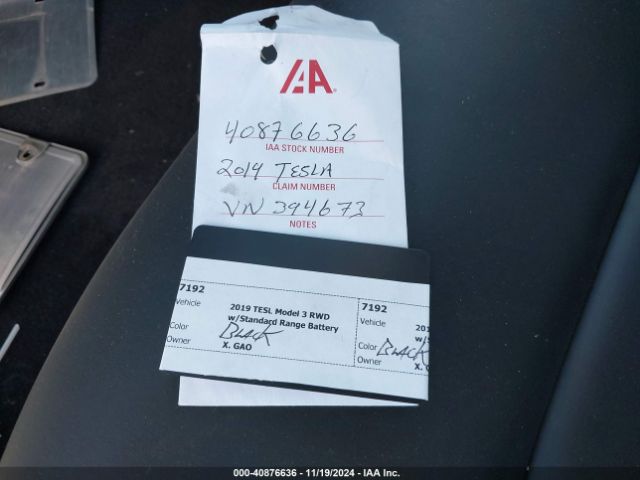 IAA
40876636
IAA STOCK NUMBER
2019 TESLA
CLAIM NUMBER
VN 394673
NOTES
7192
Vehicle 2019 TESL Model 3 RWD
w/Standard Range Battery
Color BLACK
Owner X. GAO
7192
Vehicle
Color BLACK
Owner X.
000-40876636 - 11/19/2024 - IAA Inc.